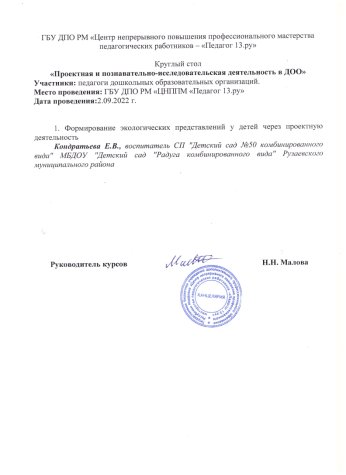 ГБУ ДПО РМ «Центр непрерывного повышения профессионального мастерства
педагогических работников – «Педагог 13.ру»
Круглый стол
«Проектная и познавательно-исследовательская деятельность в ДОО»
Участники: педагоги дошкольных образовательных организаций.
Место проведения: ГБУ ДПО РМ «ЦНППМ «Педагог 13.ру»
Дата проведения:2.09.2022 г.
1. Формирование экологических представлений у детей через проектную
деятельность
Кондратьева Е.В., воспитатель СП "Детский сад №50 комбинированного
вида" МБДОУ "Детский сад "Радуга комбинированного вида" Рузаевского
муниципального района
Руководитель курсов Н.Н. Малова
КАНЦЕЛЯРИЯ